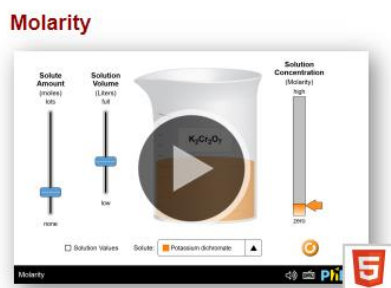 Molarity
Solute
Amount
(moles)
lots
none
Solution
Volume
(Liters)
full
low
K₂Cr₂O₇
Solution
Concentration
(Molarity)
high
zero
Solution Values
Solute:
Potassium dichromate
Molarity
PhE
5